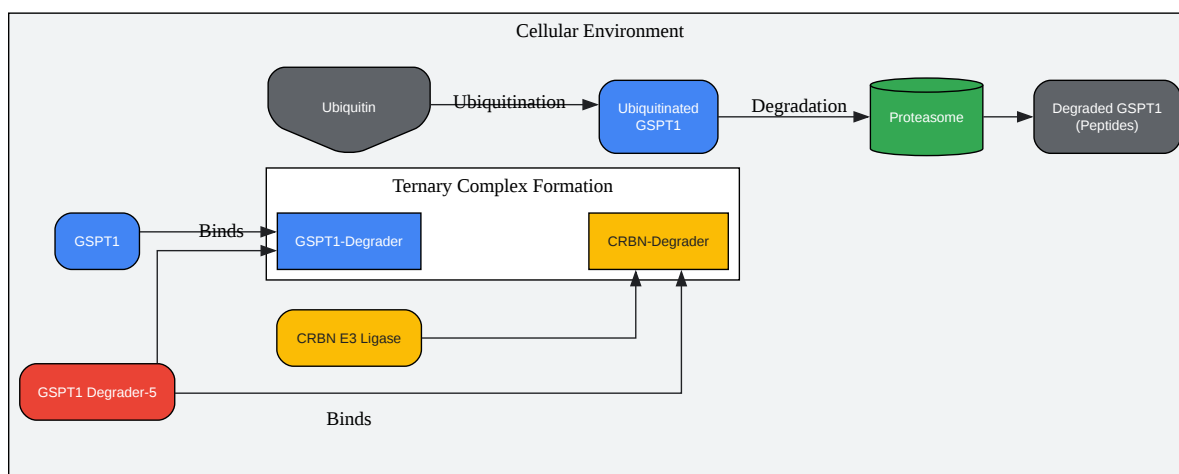 Cellular Environment
Ubiquitin
Ubiquitination
Ubiquitinated
GSPT1
Degradation
Proteasome
Degraded GSPT1
(Peptides)
Ternary Complex Formation
GSPT1
Binds
GSPT1-Degrader
CRBN-Degrader
CRBN E3 Ligase
GSPT1 Degrader-5
Binds